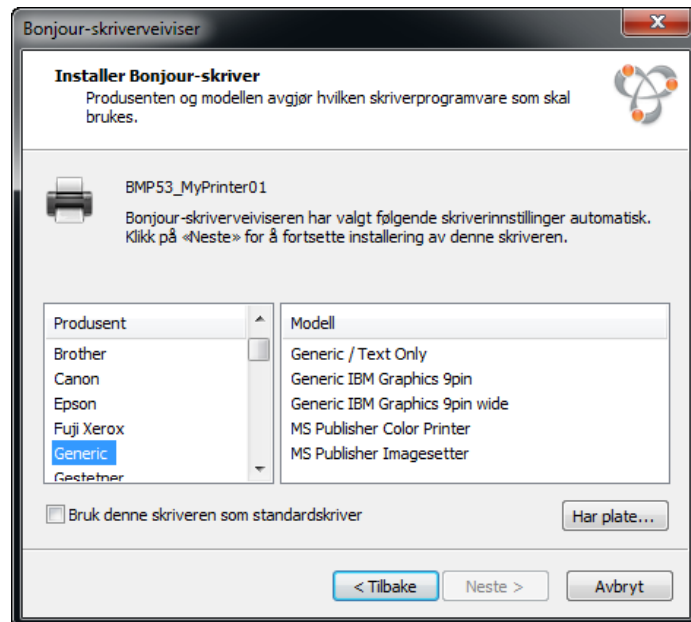 Bonjour-skriverveiviser
Installer Bonjour-skriver
Produsenten og modellen avgjør hvilken skriverprogramvare som skal
brukes.
BMP53_MyPrinter01
Bonjour-skriverveiviseren har valgt følgende skriverinnstillinger automatisk.
Klikk på «Neste» for å fortsette installering av denne skriveren.
Produsent
Brother
Canon
Epson
Fuji Xerox
Generic
Gestetner
Modell
Generic / Text Only
Generic IBM Graphics 9pin
Generic IBM Graphics 9pin wide
MS Publisher Color Printer
MS Publisher Imagesetter
Bruk denne skriveren som standardskriver
Har plate...
< Tilbake
Neste >
Avbryt